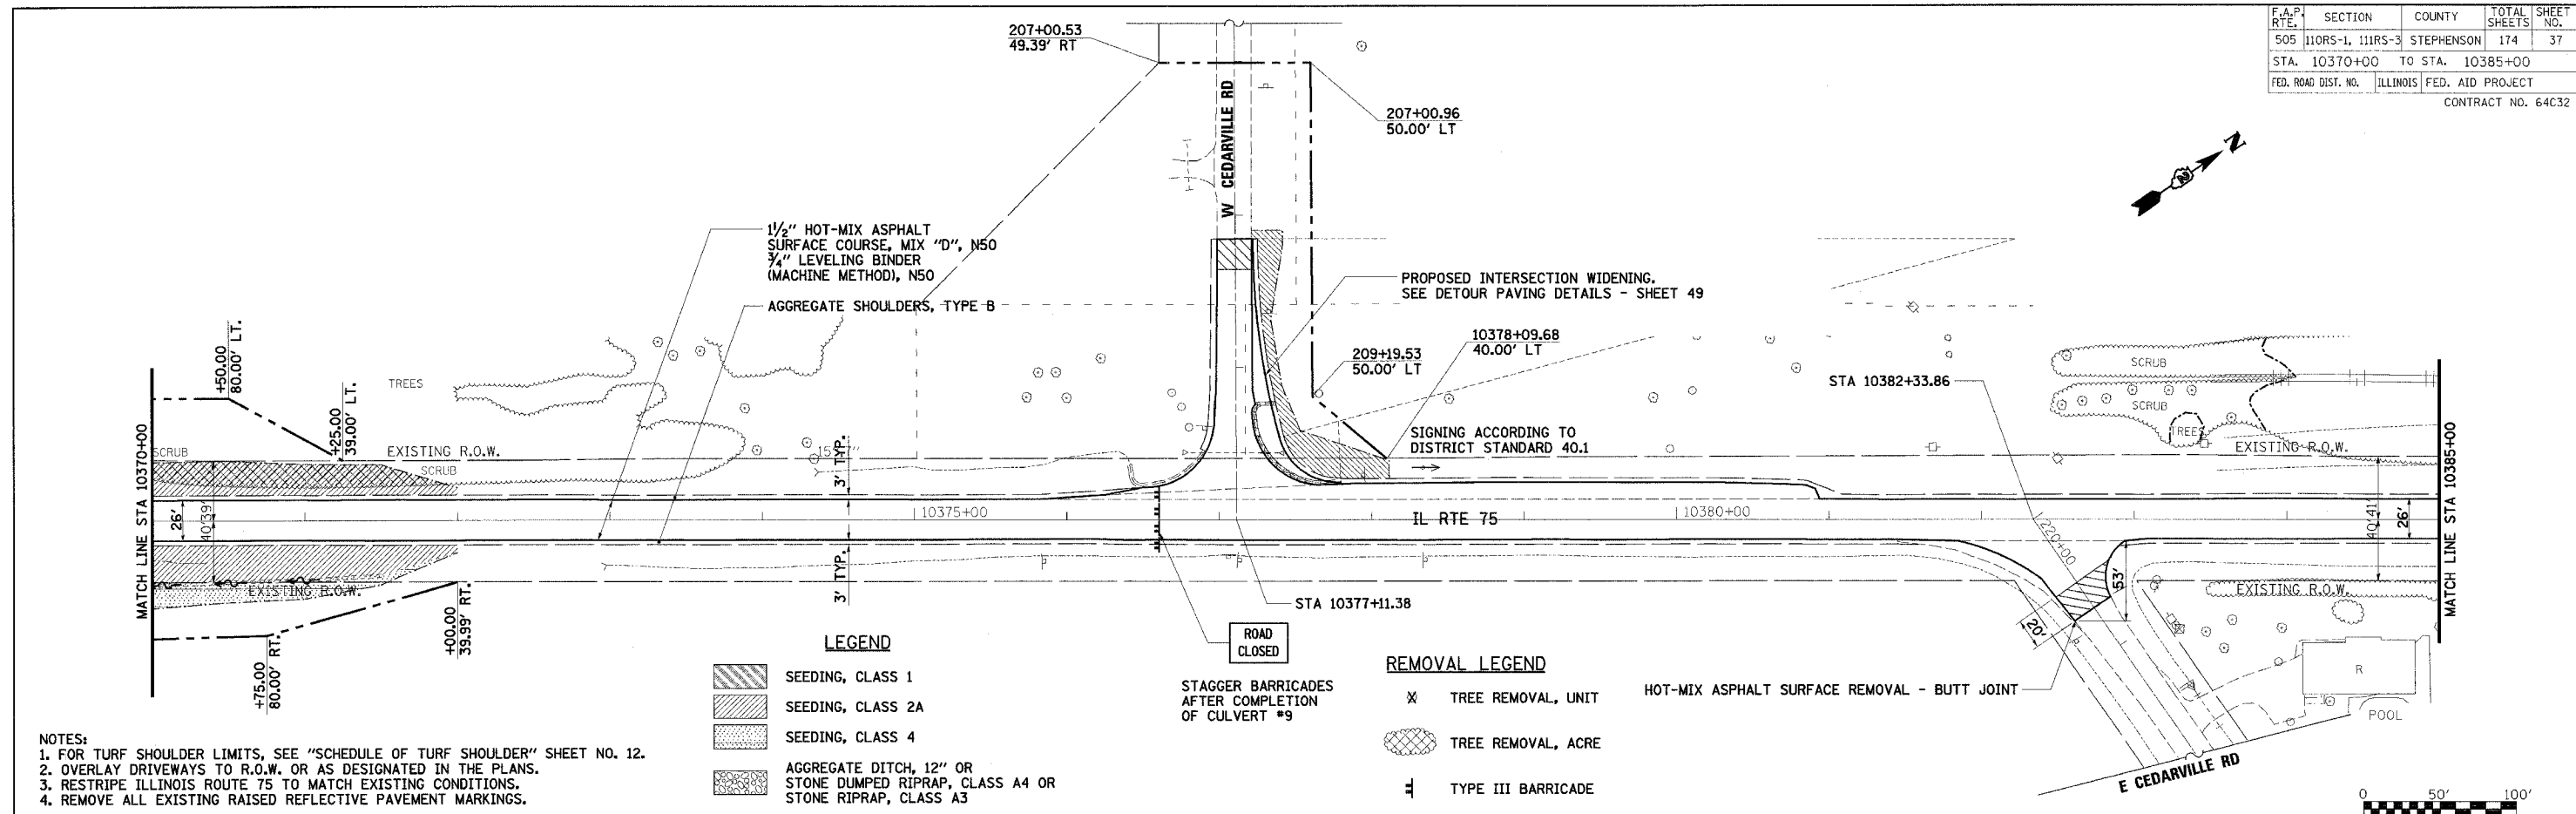 F.A.P. RTE. SECTION COUNTY TOTAL SHEETS SHEET NO.
505 110RS-1, 111RS-3 STEPHENSON 174 37
STA. 10370+00 TO STA. 10385+00
FED. ROAD DIST. NO. ILLINOIS FED. AID PROJECT
CONTRACT NO. 64C32
207+00.53
49.39' RT
207+00.96
50.00' LT
W CEDARVILLE RD
N
1½" HOT-MIX ASPHALT
SURFACE COURSE, MIX "D", N50
¾" LEVELING BINDER
(MACHINE METHOD), N50
AGGREGATE SHOULDERS, TYPE B
PROPOSED INTERSECTION WIDENING.
SEE DETOUR PAVING DETAILS - SHEET 49
10378+09.68
40.00' LT
209+19.53
50.00' LT
STA 10382+33.86
+50.00
80.00' LT.
+25.00
39.00' LT.
TREES
SCRUB
EXISTING R.O.W.
SCRUB
3' TYP.
SIGNING ACCORDING TO
DISTRICT STANDARD 40.1
SCRUB
SCRUB
TREES
EXISTING R.O.W.
MATCH LINE STA 10370+00
26'
40'39'
10375+00
IL RTE 75
10380+00
220+00
40'41'
26'
MATCH LINE STA 10385+00
EXISTING R.O.W.
3' TYP.
STA 10377+11.38
53'
20'
EXISTING R.O.W.
+75.00
80.00' RT.
+00.00
39.99' RT.
ROAD
CLOSED
STAGGER BARRICADES
AFTER COMPLETION
OF CULVERT #9
LEGEND
SEEDING, CLASS 1
SEEDING, CLASS 2A
SEEDING, CLASS 4
AGGREGATE DITCH, 12" OR
STONE DUMPED RIPRAP, CLASS A4 OR
STONE RIPRAP, CLASS A3
REMOVAL LEGEND
TREE REMOVAL, UNIT
TREE REMOVAL, ACRE
TYPE III BARRICADE
HOT-MIX ASPHALT SURFACE REMOVAL - BUTT JOINT
R
POOL
E CEDARVILLE RD
NOTES:
1. FOR TURF SHOULDER LIMITS, SEE "SCHEDULE OF TURF SHOULDER" SHEET NO. 12.
2. OVERLAY DRIVEWAYS TO R.O.W. OR AS DESIGNATED IN THE PLANS.
3. RESTRIPE ILLINOIS ROUTE 75 TO MATCH EXISTING CONDITIONS.
4. REMOVE ALL EXISTING RAISED REFLECTIVE PAVEMENT MARKINGS.
0 50' 100'